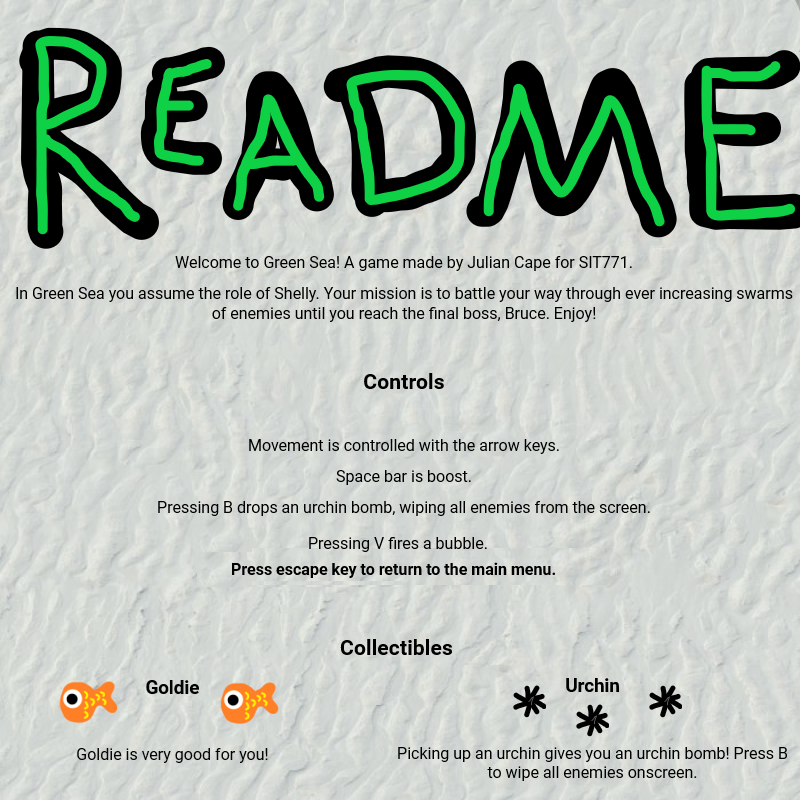 README
Welcome to Green Sea! A game made by Julian Cape for SIT771.
In Green Sea you assume the role of Shelly. Your mission is to battle your way through ever increasing swarms
of enemies until you reach the final boss, Bruce. Enjoy!
Controls
Movement is controlled with the arrow keys.
Space bar is boost.
Pressing B drops an urchin bomb, wiping all enemies from the screen.
Pressing V fires a bubble.
Press escape key to return to the main menu.
Collectibles
Goldie
Goldie is very good for you!
Urchin
Picking up an urchin gives you an urchin bomb! Press B
to wipe all enemies onscreen.